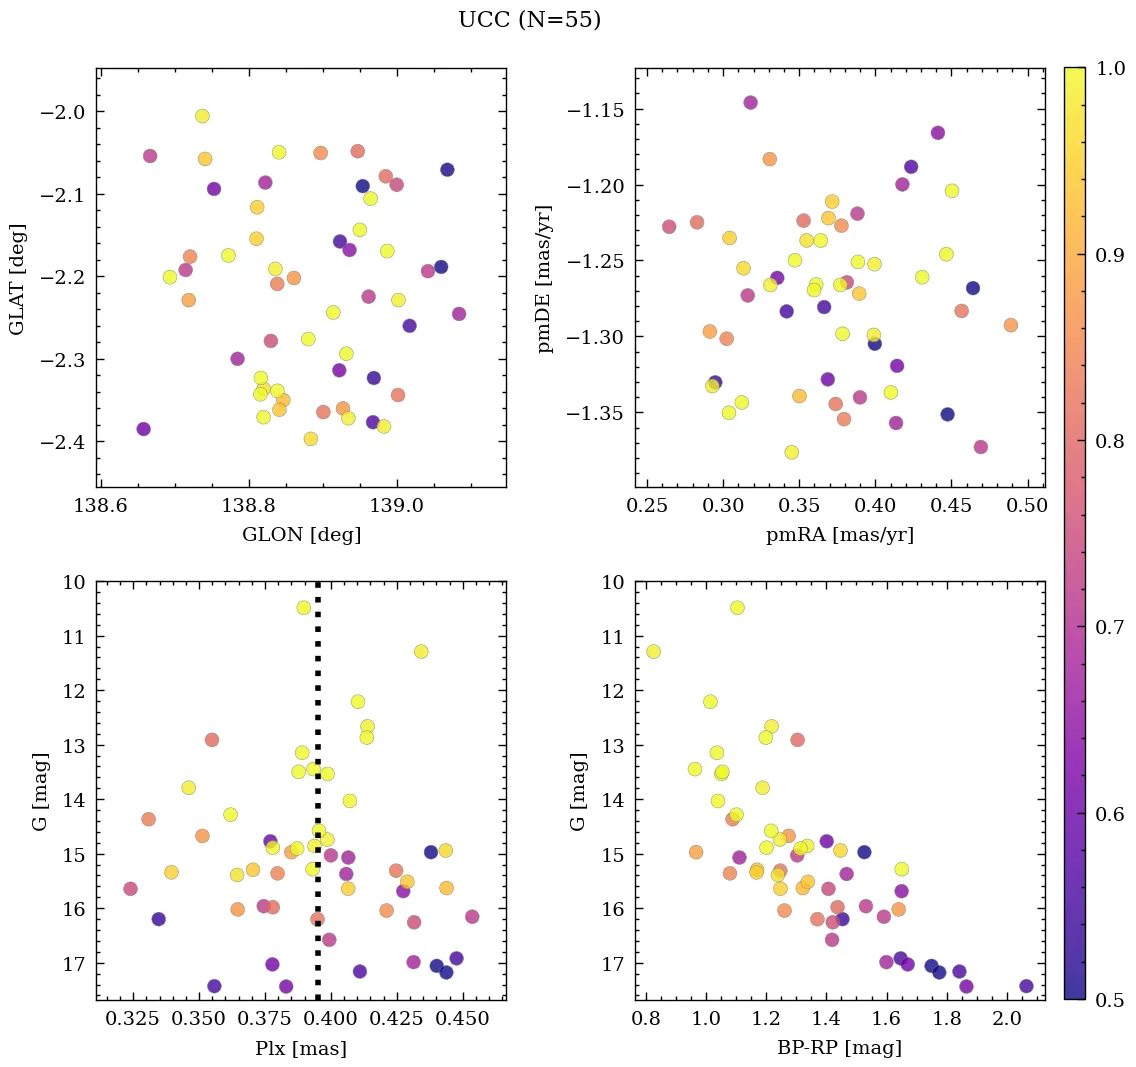 UCC (N=55)
−2.0
−2.1
−2.2
−2.3
−2.4
GLAT [deg]
138.6 138.8 139.0
GLON [deg]
−1.15
−1.20
−1.25
−1.30
−1.35
pmDE [mas/yr]
0.25 0.30 0.35 0.40 0.45 0.50
pmRA [mas/yr]
10
11
12
13
14
15
16
17
G [mag]
0.325 0.350 0.375 0.400 0.425 0.450
Plx [mas]
10
11
12
13
14
15
16
17
G [mag]
0.8 1.0 1.2 1.4 1.6 1.8 2.0
BP-RP [mag]
1.0
0.9
0.8
0.7
0.6
0.5